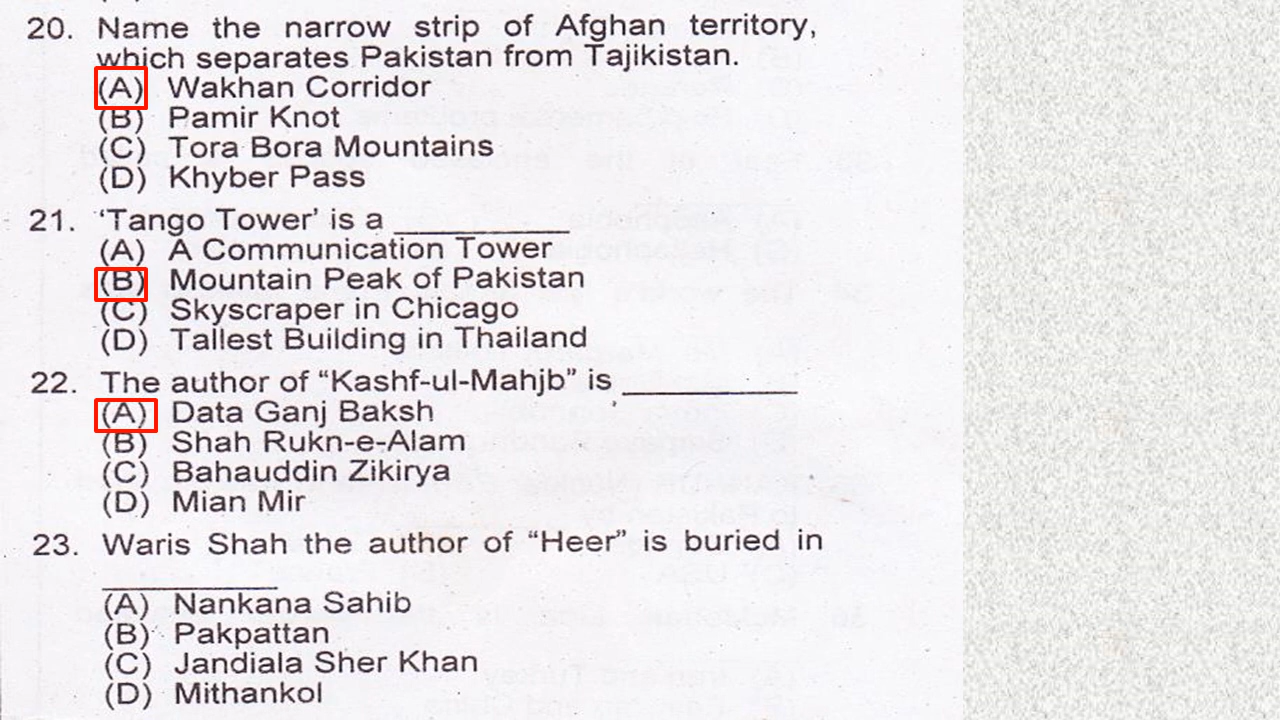 20. Name the narrow strip of Afghan territory,
which separates Pakistan from Tajikistan.
(A) Wakhan Corridor
(B) Pamir Knot
(C) Tora Bora Mountains
(D) Khyber Pass
21. 'Tango Tower' is a __________
(A) A Communication Tower
(B) Mountain Peak of Pakistan
(C) Skyscraper in Chicago
(D) Tallest Building in Thailand
22. The author of “Kashf-ul-Mahjb” is __________
(A) Data Ganj Baksh
(B) Shah Rukn-e-Alam
(C) Bahauddin Zikirya
(D) Mian Mir
23. Waris Shah the author of “Heer” is buried in
__________
(A) Nankana Sahib
(B) Pakpattan
(C) Jandiala Sher Khan
(D) Mithankol